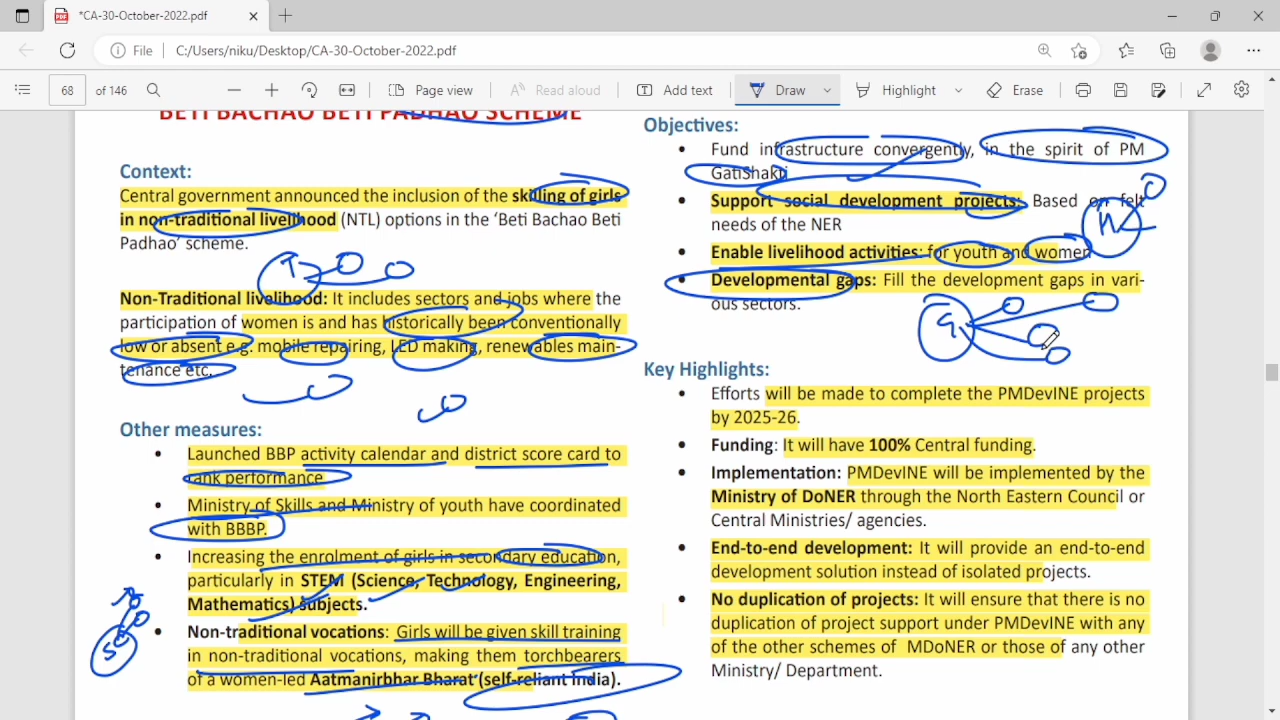 *CA-30-October-2022.pdf
File
C:/Users/niku/Desktop/CA-30-October-2022.pdf
68 of 146
Page view
Read aloud
Add text
Draw
Highlight
Erase
BETI BACHAO BETI PADHAO SCHEME
Context:
Central government announced the inclusion of the skilling of girls
in non-traditional livelihood (NTL) options in the ‘Beti Bachao Beti
Padhao’ scheme.
Non-Traditional livelihood: It includes sectors and jobs where the
participation of women is and has historically been conventionally
low or absent e.g: mobile repairing, LED making, renewables main-
tenance etc.
Other measures:
• Launched BBP activity calendar and district score card to
rank performance
• Ministry of Skills and Ministry of youth have coordinated
with BBBP.
• Increasing the enrolment of girls in secondary education,
particularly in STEM (Science, Technology, Engineering,
Mathematics) subjects.
• Non-traditional vocations: Girls will be given skill training
in non-traditional vocations, making them torchbearers
of a women-led Aatmanirbhar Bharat’(self-reliant India).
S
Objectives:
• Fund infrastructure convergently, in the spirit of PM
GatiShakti
• Support social development projects: Based on felt
needs of the NER
• Enable livelihood activities: for youth and women
• Developmental gaps: Fill the development gaps in vari-
ous sectors.
Key Highlights:
• Efforts will be made to complete the PMDevINE projects
by 2025-26.
• Funding: It will have 100% Central funding.
• Implementation: PMDevINE will be implemented by the
Ministry of DoNER through the North Eastern Council or
Central Ministries/ agencies.
• End-to-end development: It will provide an end-to-end
development solution instead of isolated projects.
• No duplication of projects: It will ensure that there is no
duplication of project support under PMDevINE with any
of the other schemes of MDoNER or those of any other
Ministry/ Department.